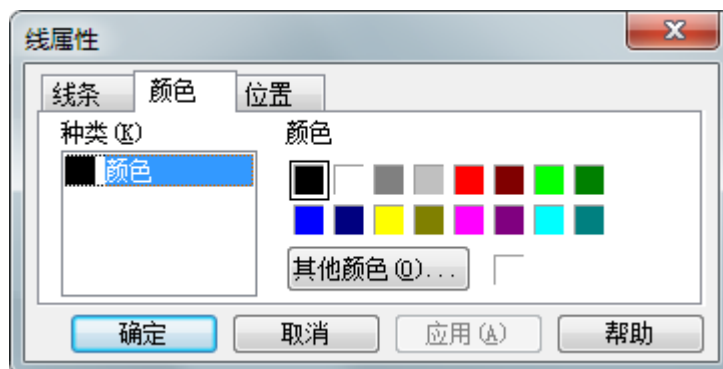 线属性
线条 颜色 位置
种类(K) 颜色
颜色
其他颜色(O)...
确定 取消 应用(A) 帮助